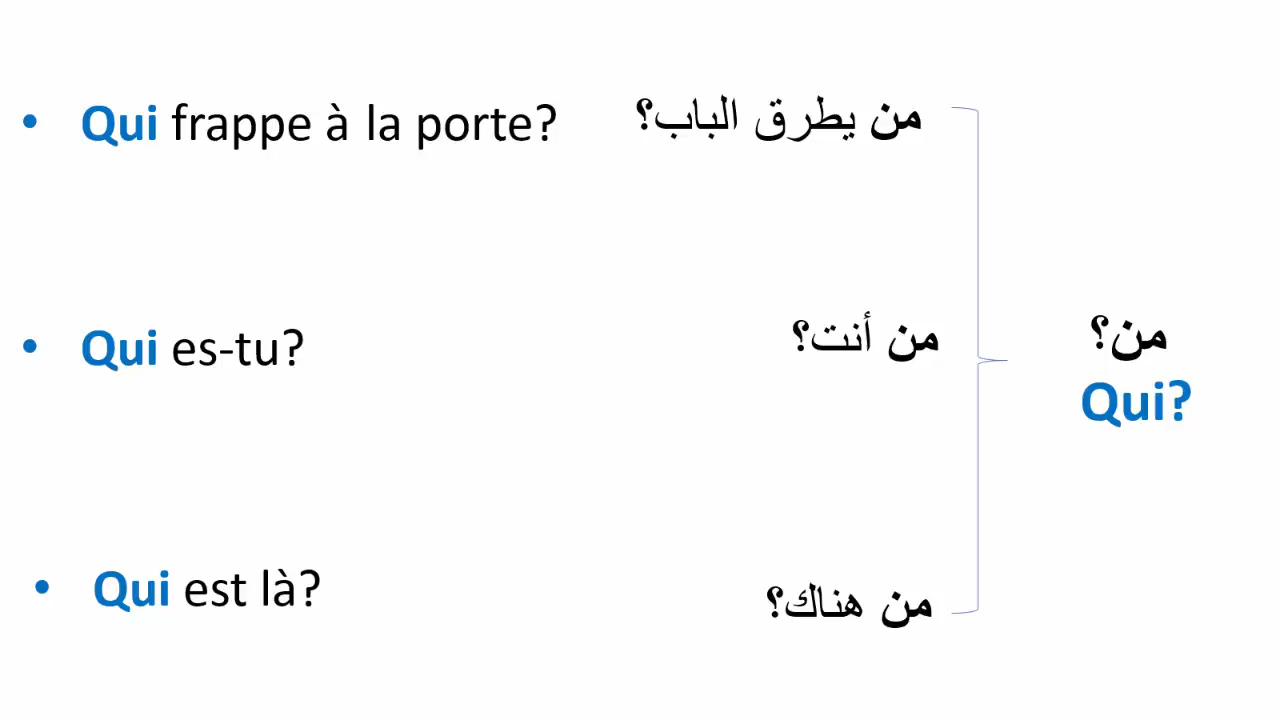 • Qui frappe à la porte?
من يطرق الباب؟
• Qui es-tu?
من أنت؟
• Qui est là?
من هناك؟
من؟
Qui?